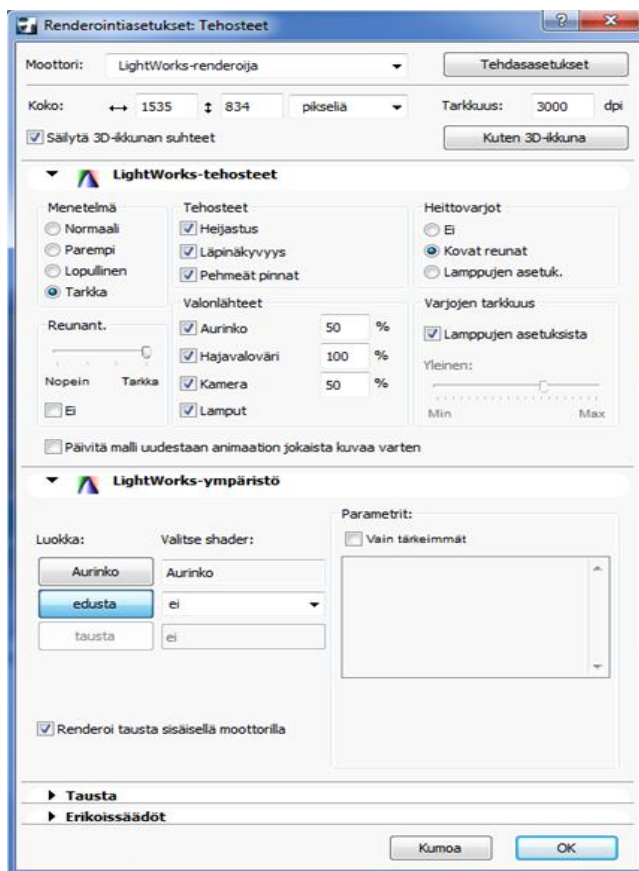 Renderointiasetukset: Tehosteet
Moottori: LightWorks-renderoija Tehdasasetukset
Koko: 1535 834 pikseliä Tarkkuus: 3000 dpi
Säilytä 3D-ikkunan suhteet Kuten 3D-ikkuna
LightWorks-tehosteet
Menetelmä
Normaali
Parempi
Lopullinen
Tarkka
Tehosteet
Heijastus
Läpinäkyvyys
Pehmeät pinnat
Heittovarjot
Ei
Kovat reunat
Lamppujen asetuk.
Reunant.
Nopein Tarkka
Ei
Valonlähteet
Aurinko 50 %
Hajavaloväri 100 %
Kamera 50 %
Lamput
Varjojen tarkkuus
Lamppujen asetuksista
Yleinen:
Min Max
Päivitä malli uudestaan animaation jokaista kuvaa varten
LightWorks-ympäristö
Luokka: Valitse shader:
Aurinko Aurinko
edusta ei
tausta ei
Parametrit:
Vain tärkeimmät
Renderoi tausta sisäisellä moottorilla
Tausta
Erikoissäädöt
Kumoa OK